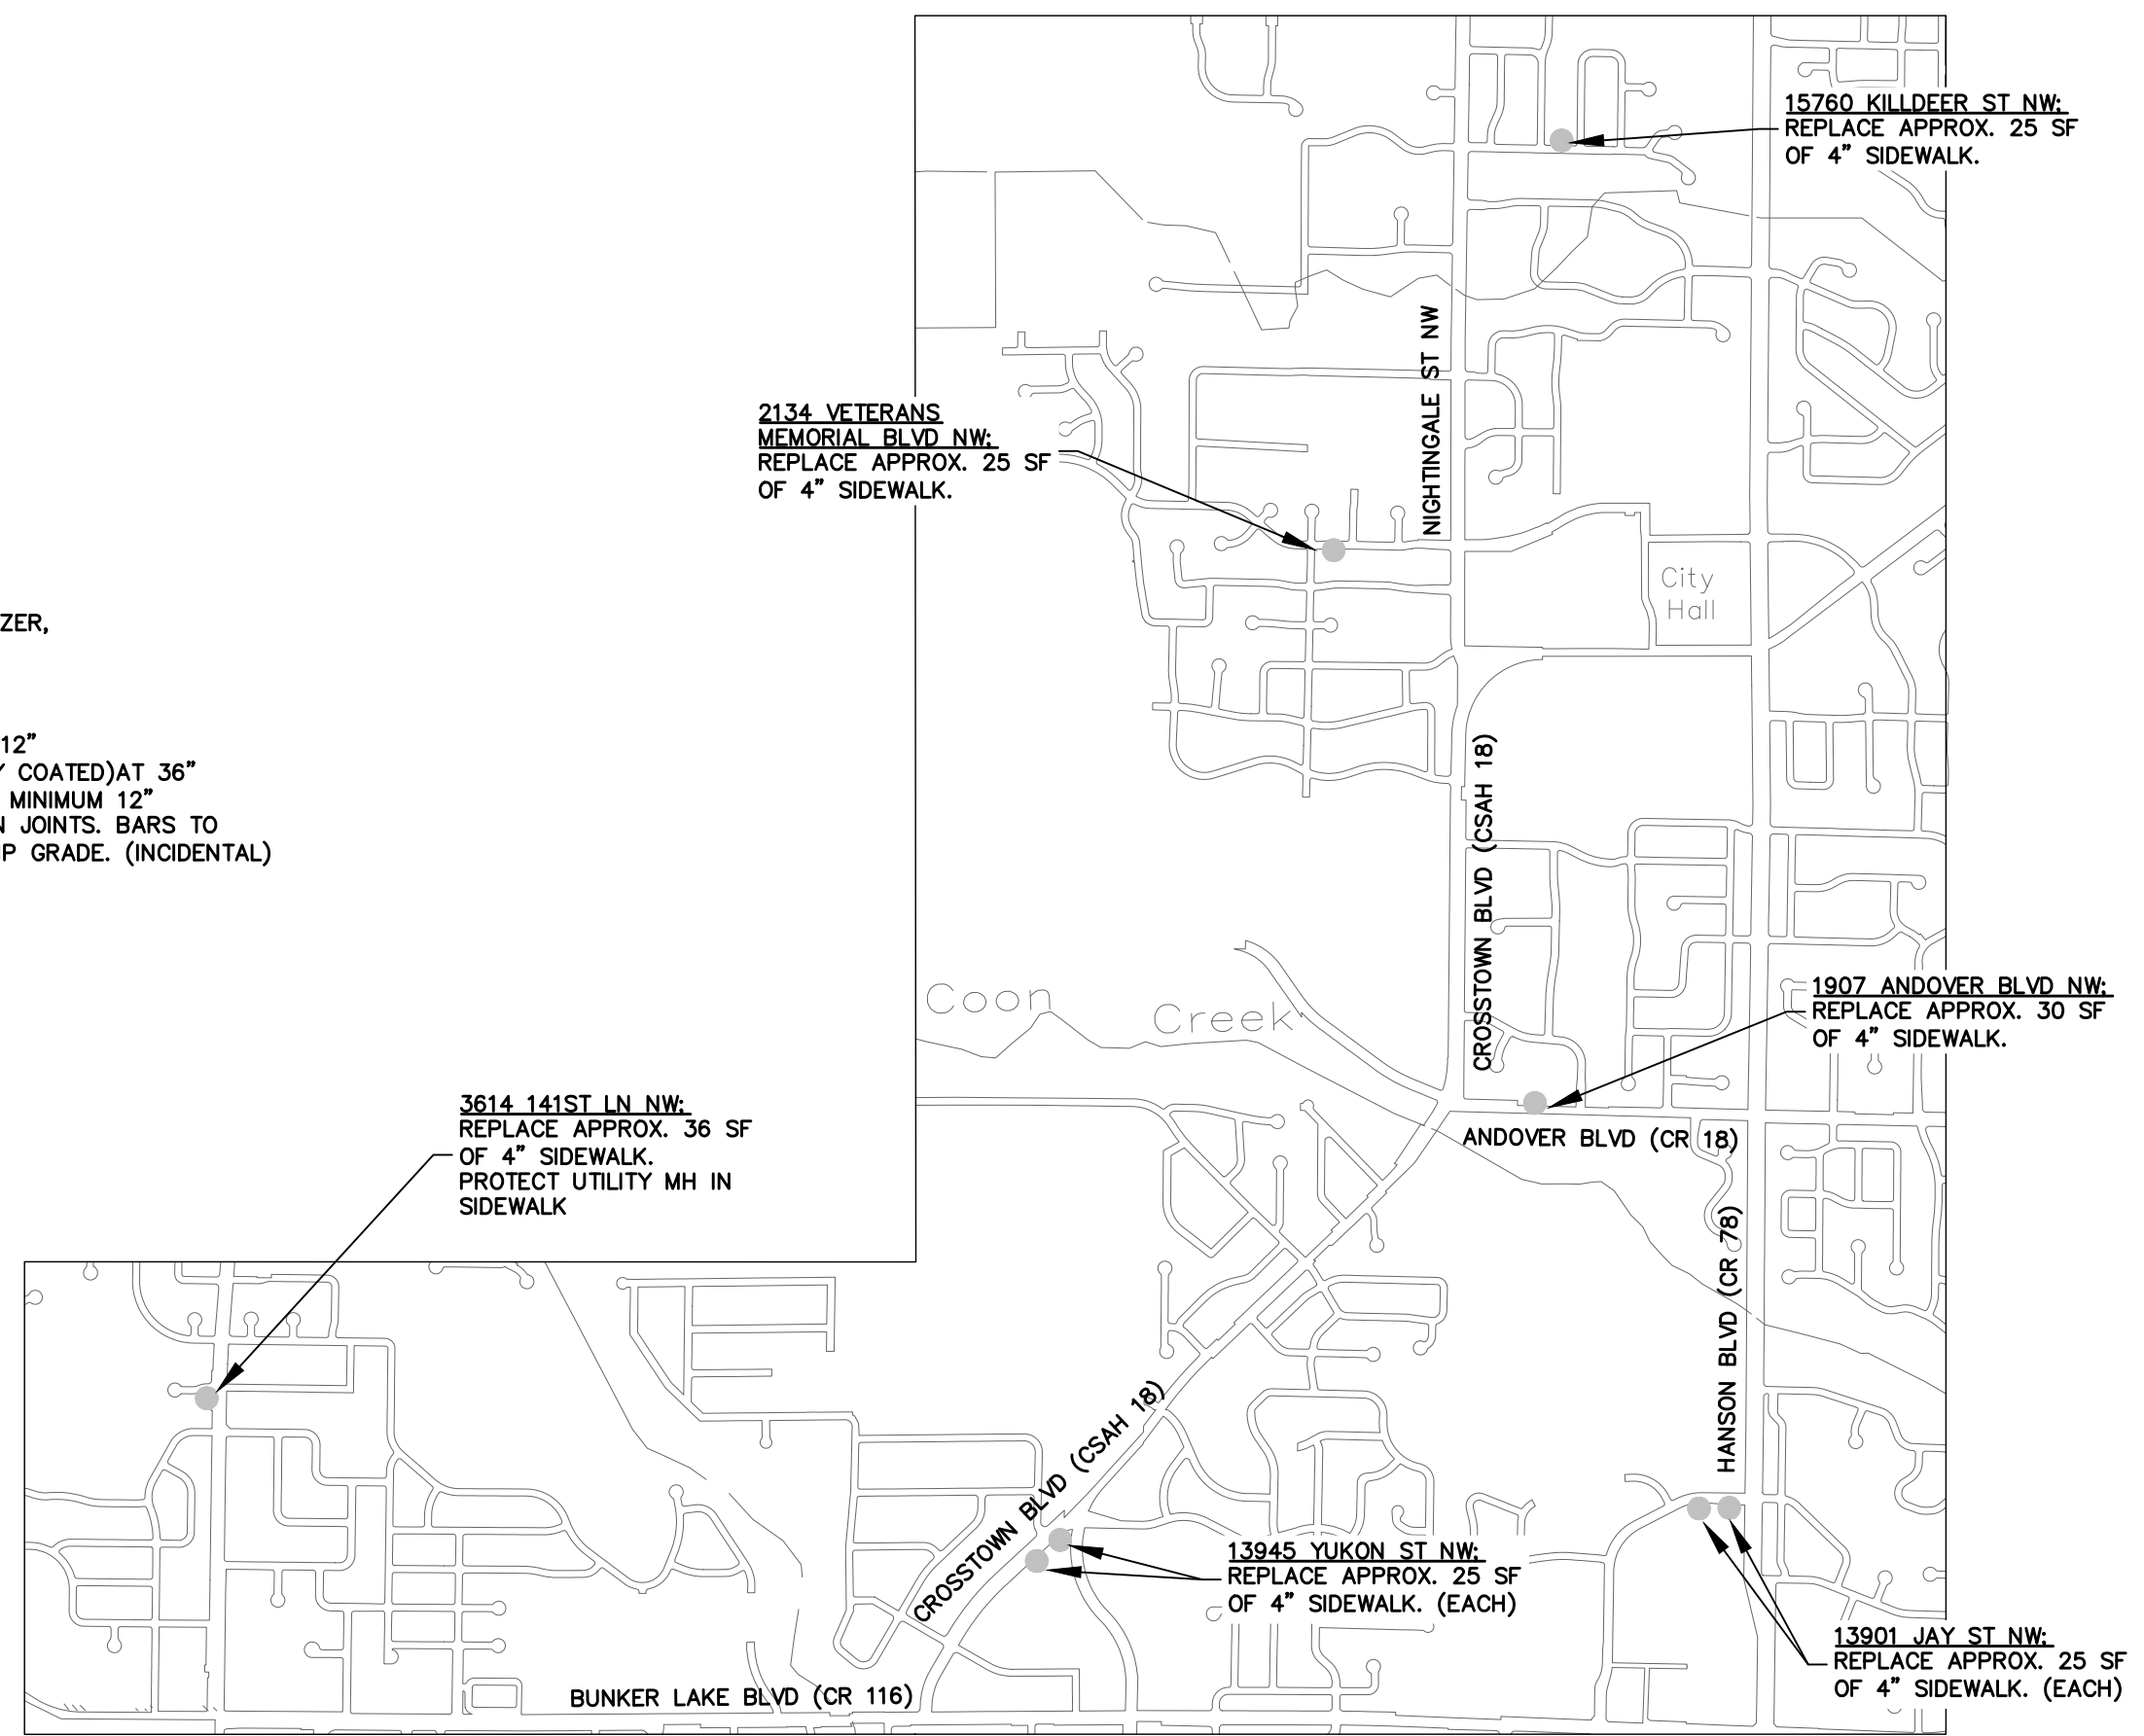 15760 KILLDEER ST NW:
REPLACE APPROX. 25 SF
OF 4" SIDEWALK.
NIGHTINGALE ST NW
2134 VETERANS
MEMORIAL BLVD NW:
REPLACE APPROX. 25 SF
OF 4" SIDEWALK.
City
Hall
ZER,
12"
COATED)AT 36"
MINIMUM 12"
N JOINTS. BARS TO
IP GRADE. (INCIDENTAL)
CROSSTOWN BLVD (CSAH 18)
Coon Creek
1907 ANDOVER BLVD NW:
REPLACE APPROX. 30 SF
OF 4" SIDEWALK.
ANDOVER BLVD (CR 18)
3614 141ST LN NW:
REPLACE APPROX. 36 SF
OF 4" SIDEWALK.
PROTECT UTILITY MH IN
SIDEWALK
HANSON BLVD (CR 78)
CROSSTOWN BLVD (CSAH 18)
13945 YUKON ST NW:
REPLACE APPROX. 25 SF
OF 4" SIDEWALK. (EACH)
13901 JAY ST NW:
REPLACE APPROX. 25 SF
OF 4" SIDEWALK. (EACH)
BUNKER LAKE BLVD (CR 116)